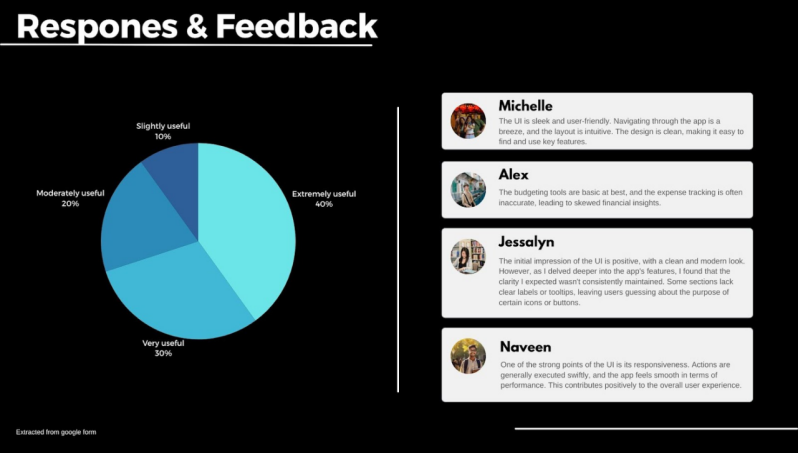 Respones & Feedback
Slightly useful
10%
Moderately useful
20%
Extremely useful
40%
Very useful
30%
Michelle
The UI is sleek and user-friendly. Navigating through the app is a
breeze, and the layout is intuitive. The design is clean, making it easy to
find and use key features.
Alex
The budgeting tools are basic at best, and the expense tracking is often
inaccurate, leading to skewed financial insights.
Jessalyn
The initial impression of the UI is positive, with a clean and modern look.
However, as I delved deeper into the app's features, I found that the
clarity I expected wasn't consistently maintained. Some sections lack
clear labels or tooltips, leaving users guessing about the purpose of
certain icons or buttons.
Naveen
One of the strong points of the UI is its responsiveness. Actions are
generally executed swiftly, and the app feels smooth in terms of
performance. This contributes positively to the overall user experience.
Extracted from google form